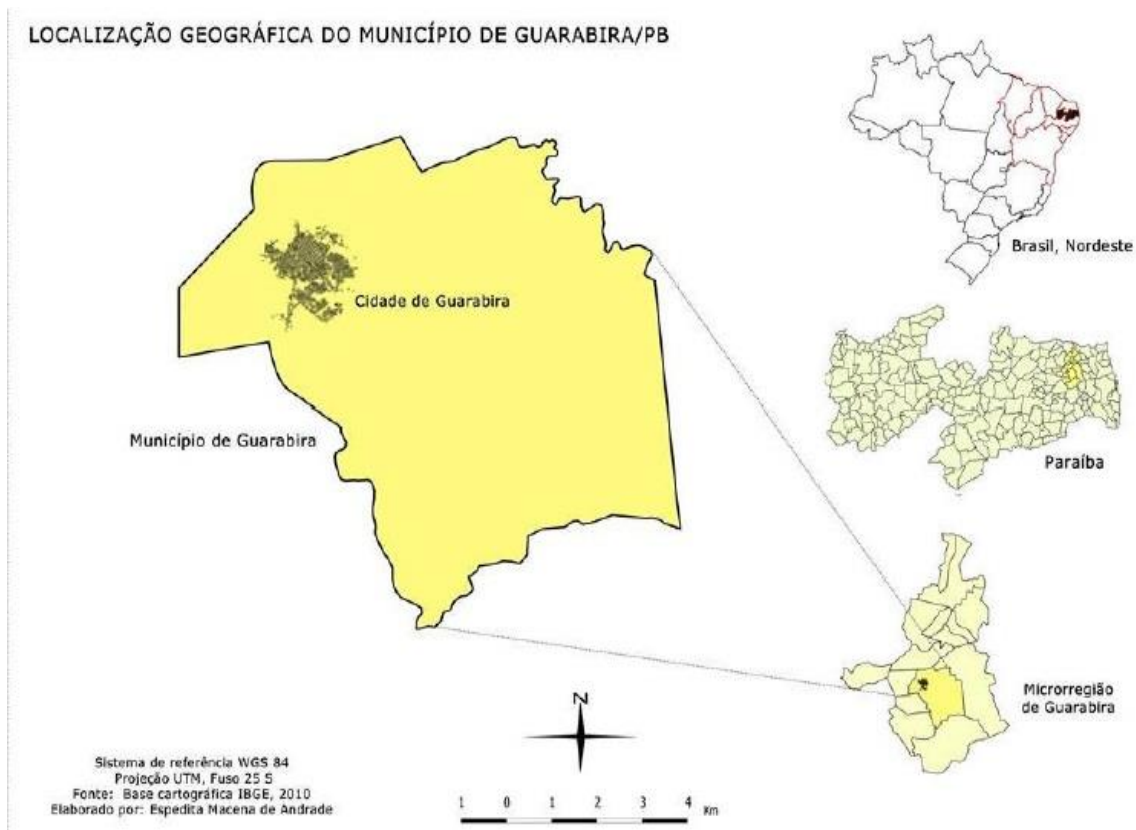 LOCALIZAÇÃO GEOGRÁFICA DO MUNICÍPIO DE GUARABIRA/PB
Brasil, Nordeste
Cidade de Guarabira
Município de Guarabira
Paraíba
Microrregião
de Guarabira
N
Sistema de referência WGS 84
Projeção UTM, Fuso 25 S
Fonte: Base cartográfica IBGE, 2010
Elaborado por: Espedita Macena de Andrade
1 0 1 2 3 4 Km